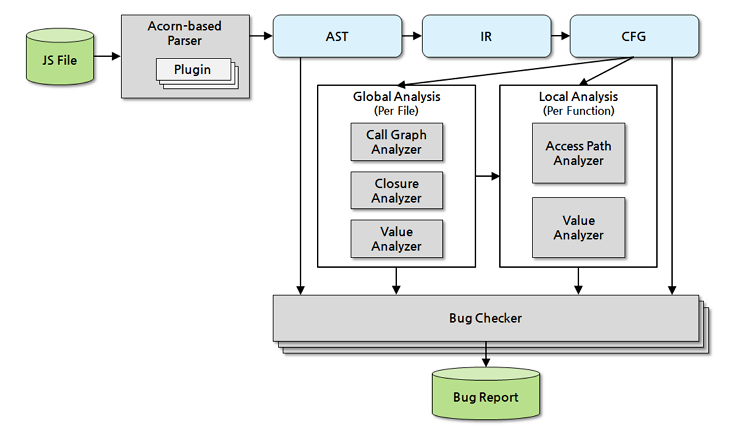 JS File
Acorn-based
Parser
Plugin
AST
IR
CFG
Global Analysis
(Per File)
Call Graph
Analyzer
Closure
Analyzer
Value
Analyzer
Local Analysis
(Per Function)
Access Path
Analyzer
Value
Analyzer
Bug Checker
Bug Report